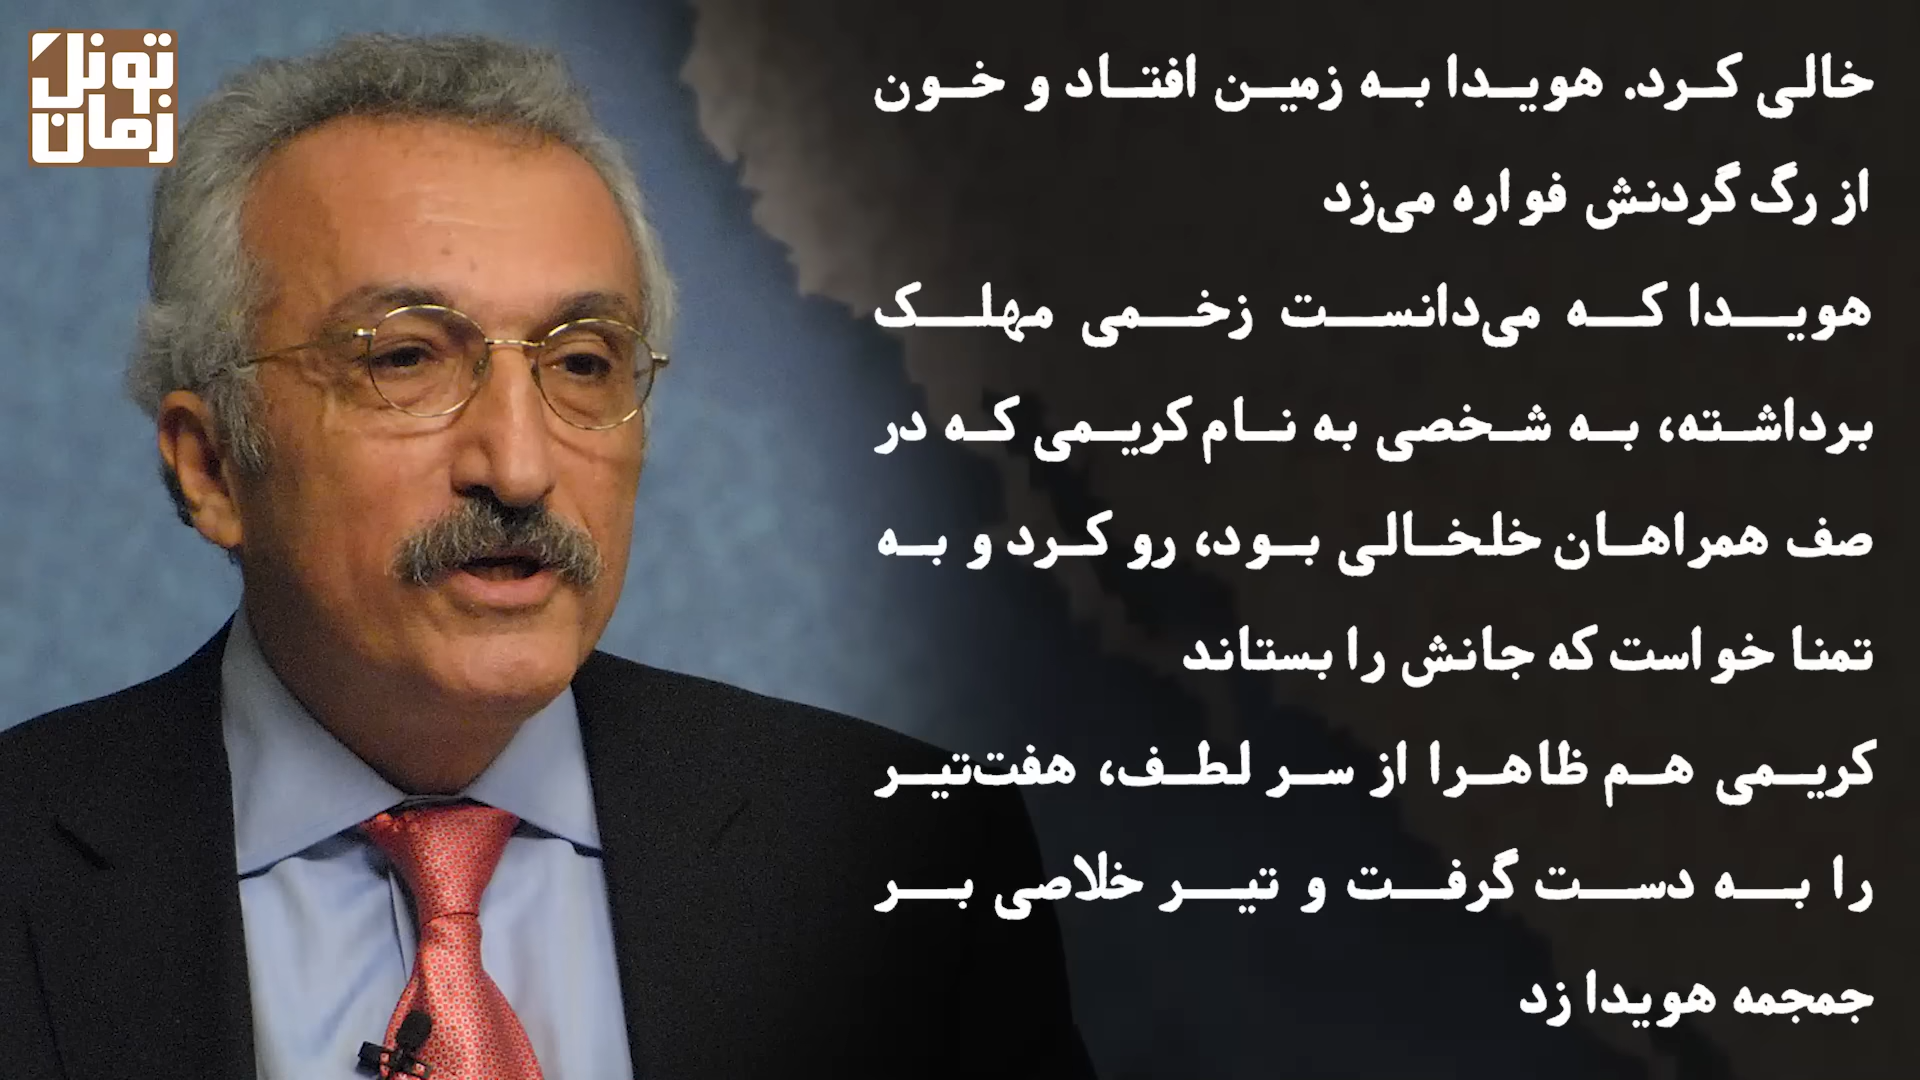 تونل
زمان
خالی کرد. هویدا به زمین افتاد و خون
از رگ گردنش فواره می‌زد
هویدا که می‌دانست زخمی مهلک
برداشته، به شخصی به نام کریمی که در
صف همراهان خلخالی بود، رو کرد و به
تمنا خواست که جانش را بستاند
کریمی هم ظاهرا از سر لطف، هفت‌تیر
را به دست گرفت و تیر خلاصی بر
جمجمه هویدا زد